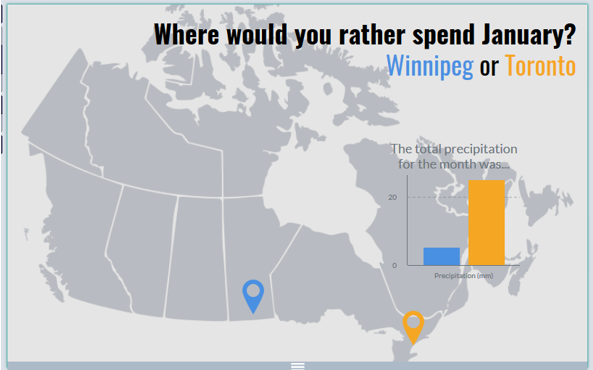 Where would you rather spend January?
Winnipeg or Toronto
The total precipitation
for the month was...
20
0
Precipitation (mm)